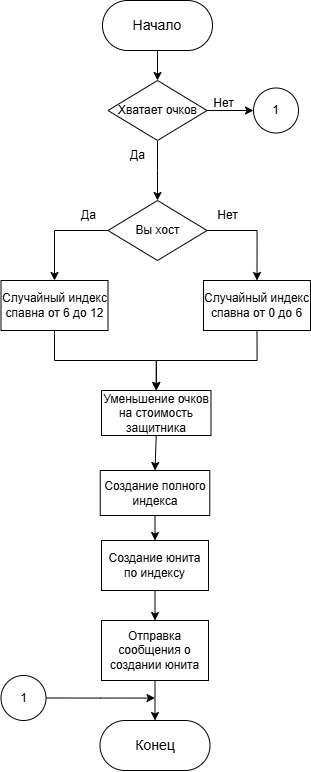 Начало
Хватает очков
Нет
1
Да
Вы хост
Да
Нет
Случайный индекс
спавна от 6 до 12
Случайный индекс
спавна от 0 до 6
Уменьшение очков
на стоимость
защитника
Создание полного
индекса
Создание юнита
по индексу
Отправка
сообщения о
создании юнита
1
Конец